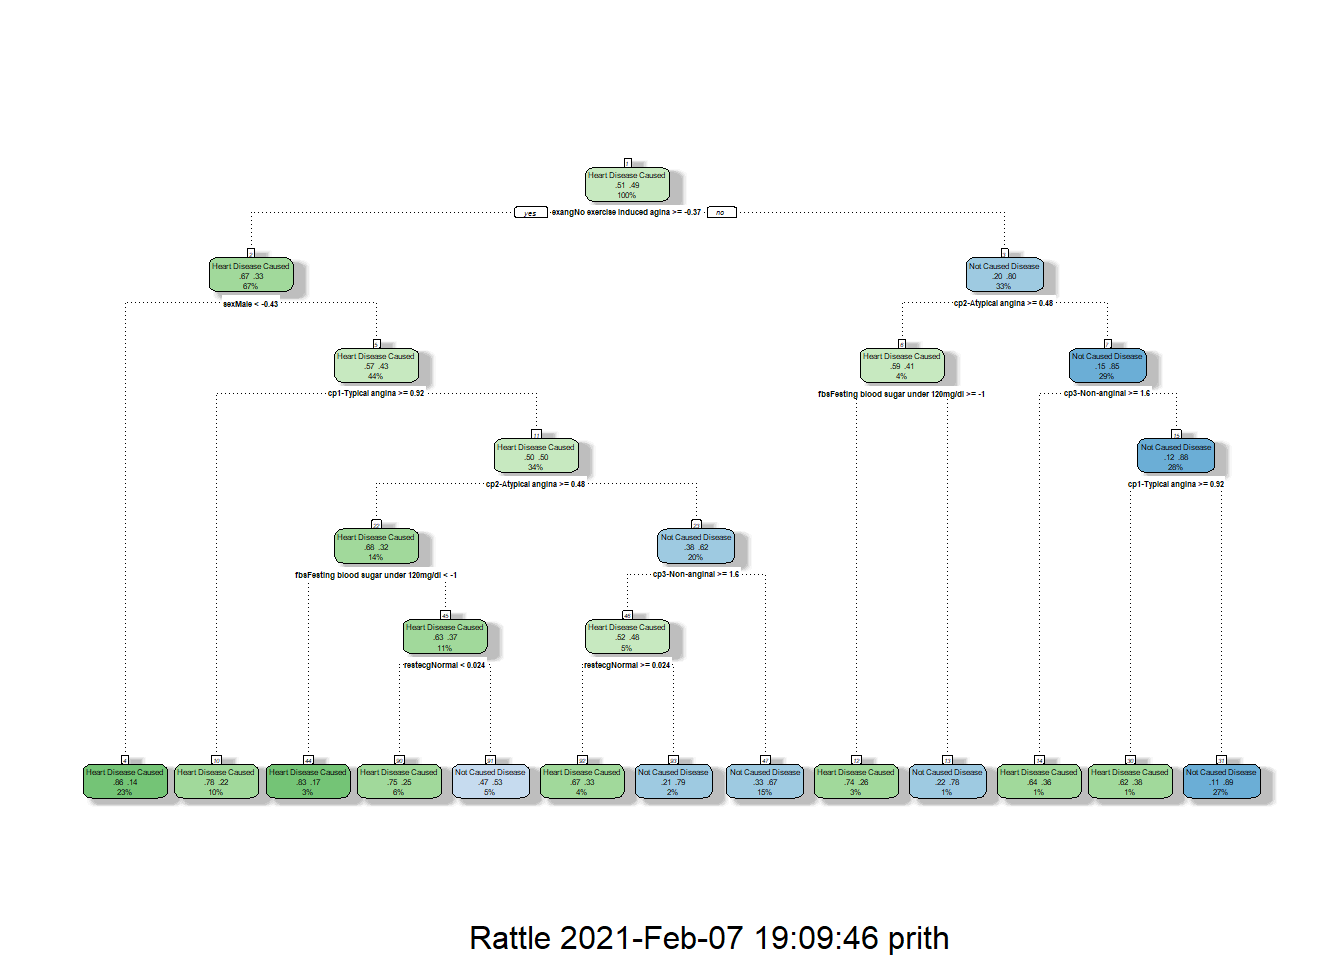 1
Heart Disease Caused
.51 .49
100%
yes exangNo exercise induced agina >= -0.37 no
2
Heart Disease Caused
.67 .33
67%
sexMale < -0.43
3
Not Caused Disease
.20 .80
33%
cp2-Atypical angina >= 0.48
5
Heart Disease Caused
.57 .43
44%
cp1-Typical angina >= 0.92
6
Heart Disease Caused
.59 .41
4%
fbsFesting blood sugar under 120mg/dl >= -1
7
Not Caused Disease
.15 .85
29%
cp3-Non-anginal >= 1.6
11
Heart Disease Caused
.50 .50
34%
cp2-Atypical angina >= 0.48
15
Not Caused Disease
.12 .88
28%
cp1-Typical angina >= 0.92
22
Heart Disease Caused
.68 .32
14%
fbsFesting blood sugar under 120mg/dl < -1
23
Not Caused Disease
.38 .62
20%
cp3-Non-anginal >= 1.6
45
Heart Disease Caused
.63 .37
11%
restecgNormal < 0.024
46
Heart Disease Caused
.52 .48
5%
restecgNormal >= 0.024
4
Heart Disease Caused
.86 .14
23%
10
Heart Disease Caused
.78 .22
10%
44
Heart Disease Caused
.83 .17
3%
90
Heart Disease Caused
.75 .25
6%
91
Not Caused Disease
.47 .53
5%
92
Heart Disease Caused
.67 .33
4%
93
Not Caused Disease
.21 .79
2%
47
Not Caused Disease
.33 .67
15%
12
Heart Disease Caused
.74 .26
3%
13
Not Caused Disease
.22 .78
1%
14
Heart Disease Caused
.64 .36
1%
30
Heart Disease Caused
.62 .38
1%
31
Not Caused Disease
.11 .89
27%
Rattle 2021-Feb-07 19:09:46 prith